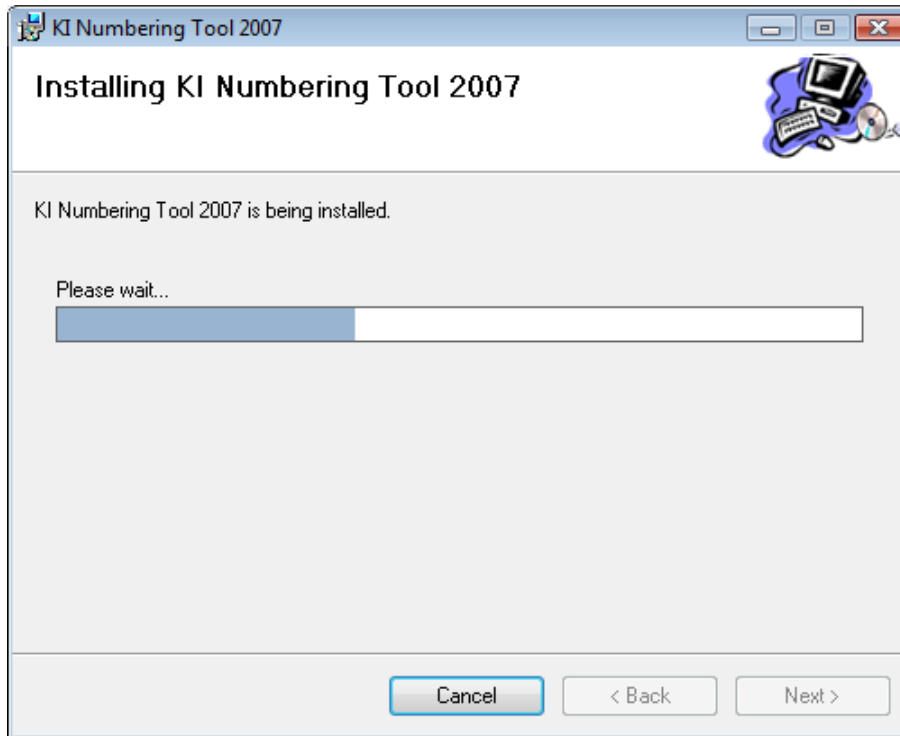 KI Numbering Tool 2007
Installing KI Numbering Tool 2007
KI Numbering Tool 2007 is being installed.
Please wait...
Cancel
< Back
Next >